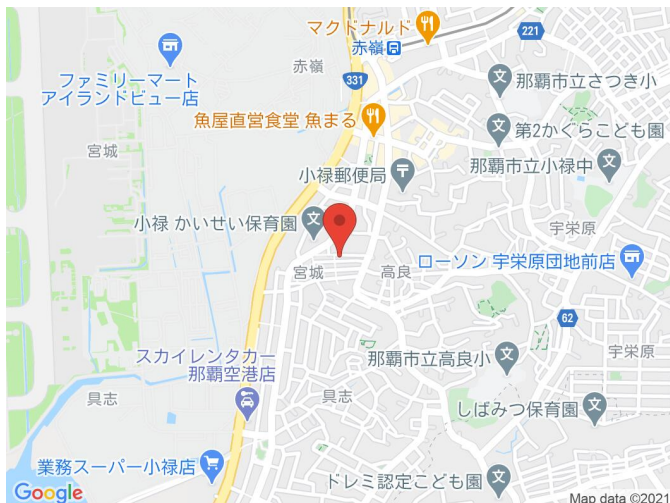 マクドナルド
赤嶺
221
ファミリーマート
アイランドビュー店
赤嶺
331
那覇市立さつき小
魚屋直営食堂 魚まる
第2かぐらこども園
宮城
小禄郵便局
那覇市立小禄中
小禄 かいせい保育園
宇栄原
ローソン 宇栄原団地前店
宮城
高良
62
宇栄原
スカイレンタカー
那覇空港店
那覇市立高良小
具志
具志
しばみつ保育園
業務スーパー小禄店
ドレミ認定こども園
Google
Map data ©2021